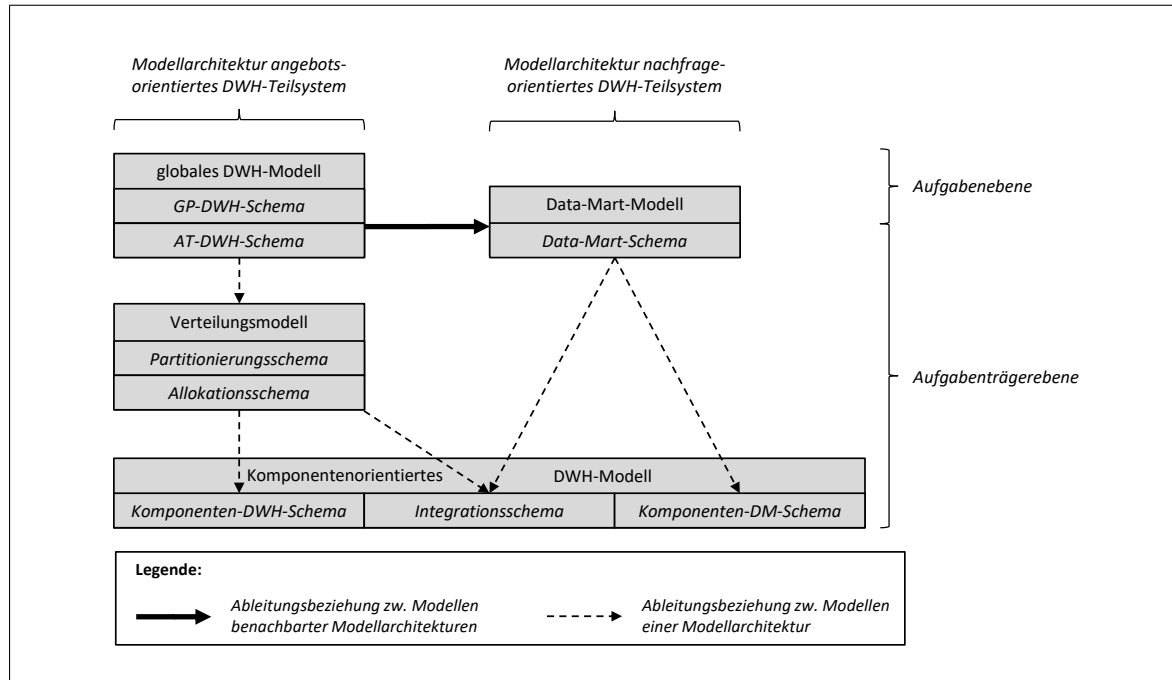 Modellarchitektur angebots-
orientiertes DWH-Teilsystem
Modellarchitektur nachfrage-
orientiertes DWH-Teilsystem
globales DWH-Modell
GP-DWH-Schema
AT-DWH-Schema
Data-Mart-Modell
Data-Mart-Schema
Aufgabenebene
Verteilungsmodell
Partitionierungsschema
Allokationsschema
Aufgabenträgerebene
Komponentenorientiertes DWH-Modell
Komponenten-DWH-Schema
Integrationsschema
Komponenten-DM-Schema
Legende:
Ableitungsbeziehung zw. Modellen
benachbarter Modellarchitekturen
Ableitungsbeziehung zw. Modellen
einer Modellarchitektur